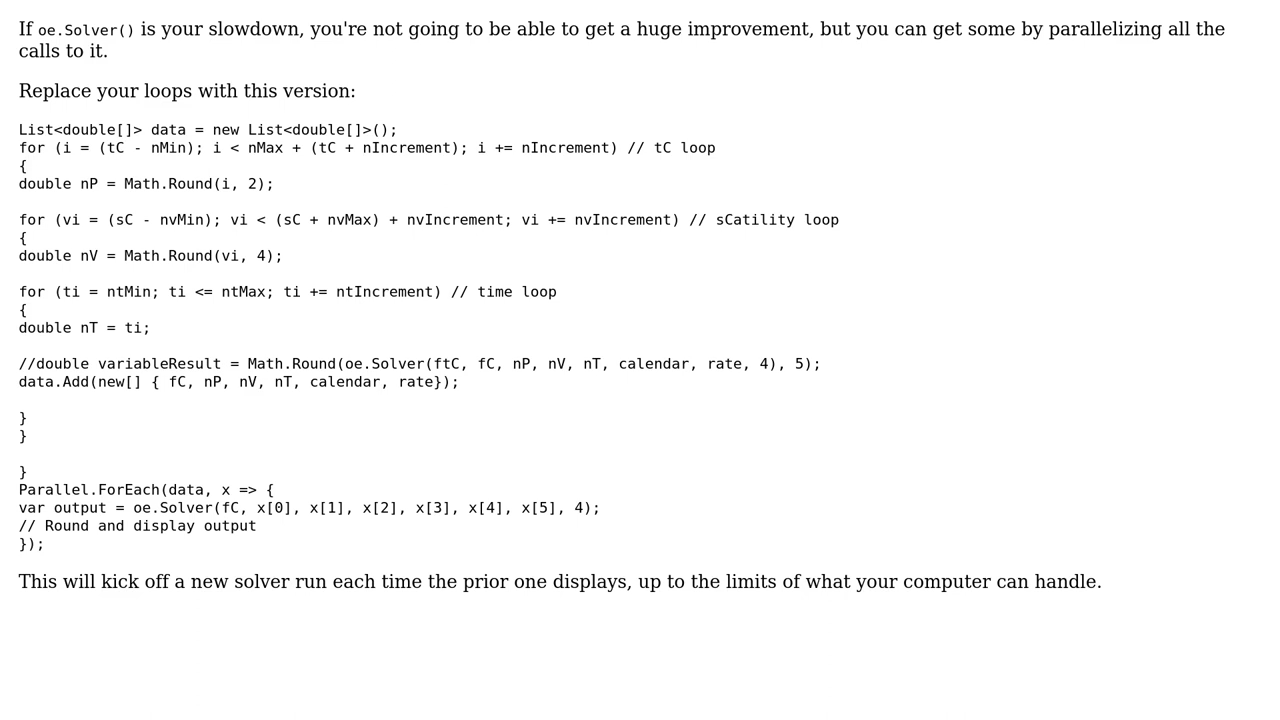 If oe.Solver() is your slowdown, you're not going to be able to get a huge improvement, but you can get some by parallelizing all the
calls to it.
Replace your loops with this version:
List<double[]> data = new List<double[]>();
for (i = (tC - nMin); i < nMax + (tC + nIncrement); i += nIncrement) // tC loop
{
double nP = Math.Round(i, 2);
for (vi = (sC - nvMin); vi < (sC + nvMax) + nvIncrement; vi += nvIncrement) // sCatility loop
{
double nV = Math.Round(vi, 4);
for (ti = ntMin; ti <= ntMax; ti += ntIncrement) // time loop
{
double nT = ti;
//double variableResult = Math.Round(oe.Solver(ftC, fC, nP, nV, nT, calendar, rate, 4), 5);
data.Add(new[] { fC, nP, nV, nT, calendar, rate});
}
}
}
Parallel.ForEach(data, x => {
var output = oe.Solver(fC, x[0], x[1], x[2], x[3], x[4], x[5], 4);
// Round and display output
});
This will kick off a new solver run each time the prior one displays, up to the limits of what your computer can handle.